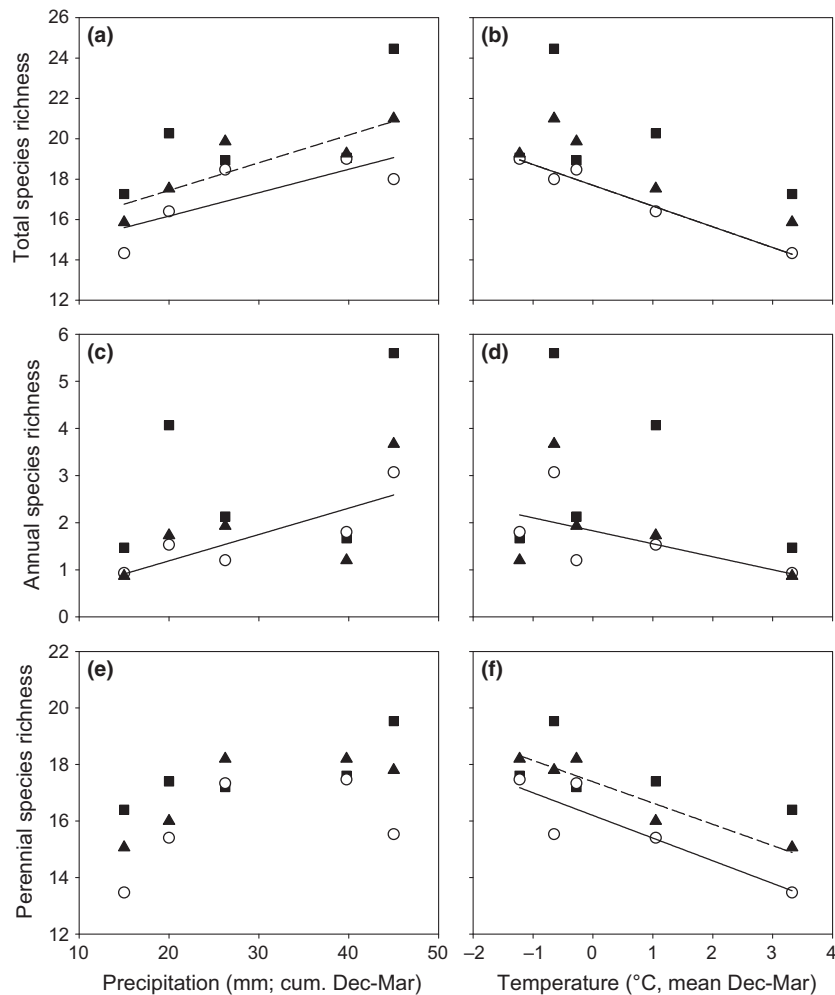 (a)
(b)
Total species richness
26
24
22
20
18
16
14
12
(c)
(d)
Annual species richness
6
5
4
3
2
1
0
(e)
(f)
Perennial species richness
22
20
18
16
14
12
10 20 30 40 50
–2 –1 0 1 2 3 4
Precipitation (mm; cum. Dec-Mar)
Temperature (°C, mean Dec-Mar)